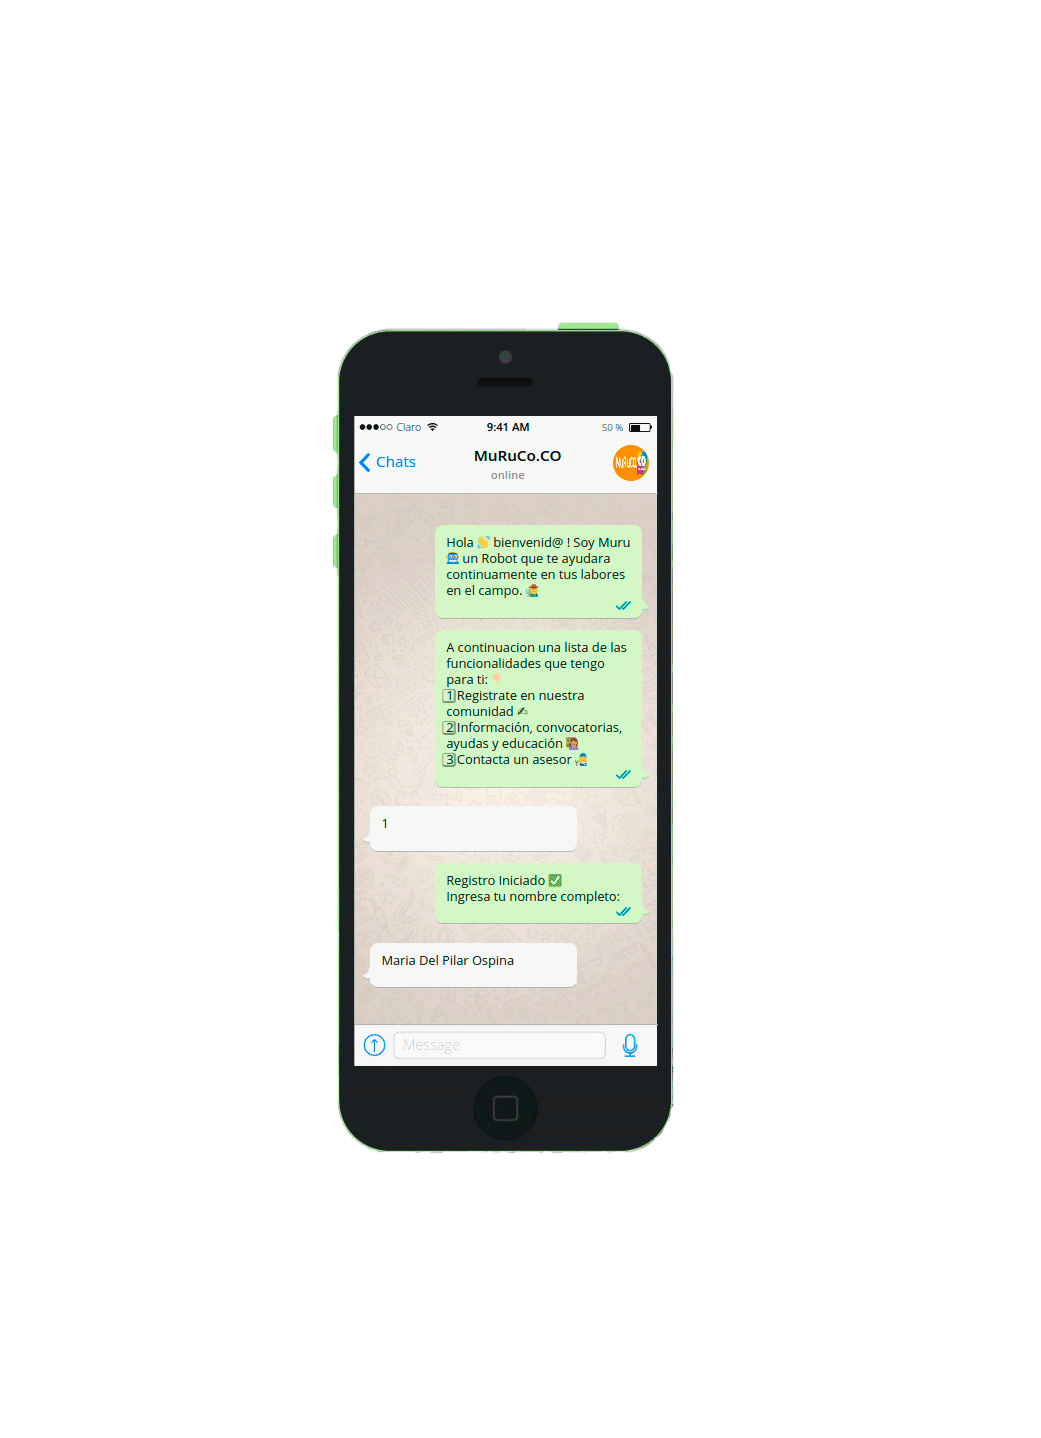 Claro 9:41 AM 50 %
Chats MuRuCo.CO
online
MuRuCO CO
Hola 👋 bienvenid@ ! Soy Muru
🤖 un Robot que te ayudara
continuamente en tus labores
en el campo. 👩‍🌾
A continuacion una lista de las
funcionalidades que tengo
para ti: 👇🏻
1️⃣Registrate en nuestra
comunidad ✍
2️⃣Información, convocatorias,
ayudas y educación 👩🏽‍🏫
3️⃣Contacta un asesor 👨‍🔧
1
Registro Iniciado ✅
Ingresa tu nombre completo:
Maria Del Pilar Ospina
Message